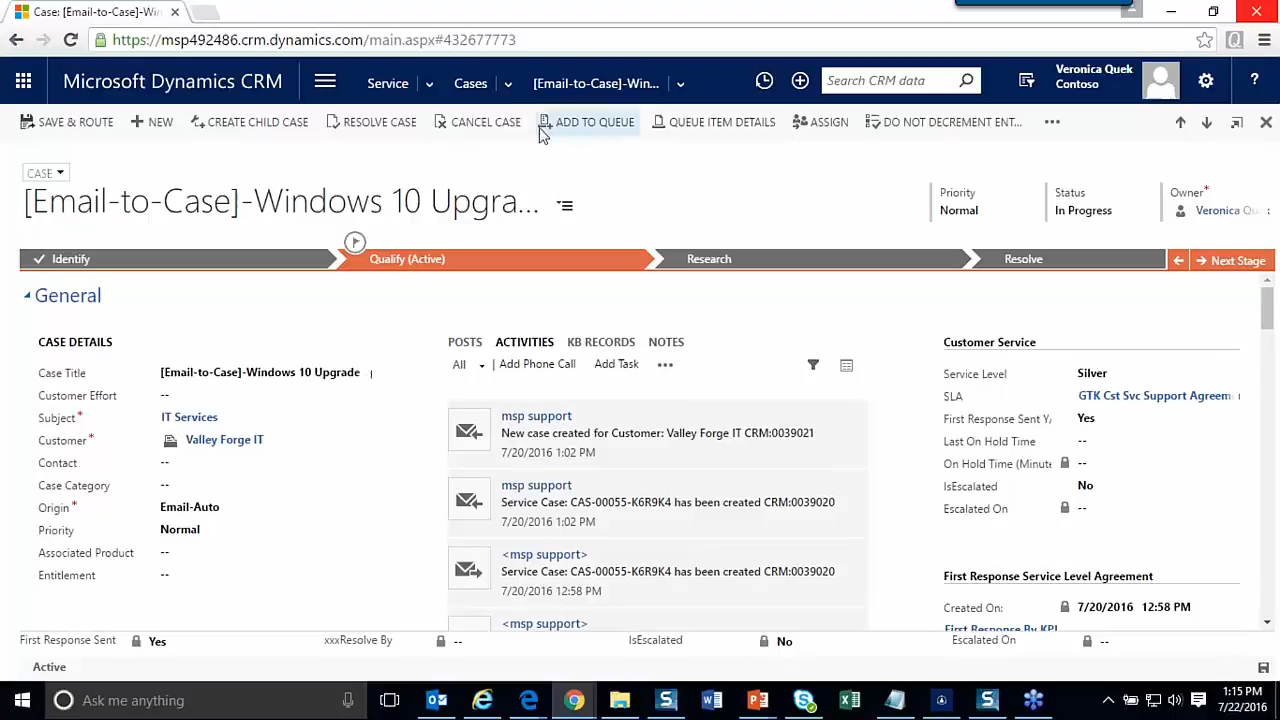 Case: [Email-to-Case]-Win
https://msp492486.crm.dynamics.com/main.aspx#432677773
Microsoft Dynamics CRM
Service
Cases
[Email-to-Case]-Win...
Search CRM data
Veronica Quek
Contoso
?
SAVE & ROUTE
NEW
CREATE CHILD CASE
RESOLVE CASE
CANCEL CASE
ADD TO QUEUE
QUEUE ITEM DETAILS
ASSIGN
DO NOT DECREMENT ENT...
CASE
[Email-to-Case]-Windows 10 Upgra...
Priority
Normal
Status
In Progress
Owner*
Veronica Qu
Identify
Qualify (Active)
Research
Resolve
Next Stage
General
CASE DETAILS
Case Title [Email-to-Case]-Windows 10 Upgrade
Customer Effort --
Subject * IT Services
Customer * Valley Forge IT
Contact --
Case Category --
Origin * Email-Auto
Priority Normal
Associated Product --
Entitlement --
POSTS ACTIVITIES KB RECORDS NOTES
All | Add Phone Call Add Task •••
msp support
New case created for Customer: Valley Forge IT CRM:0039021
7/20/2016 1:02 PM
msp support
Service Case: CAS-00055-K6R9K4 has been created CRM:0039020
7/20/2016 1:02 PM
<msp support>
Service Case: CAS-00055-K6R9K4 has been created CRM:0039020
7/20/2016 12:58 PM
<msp support>
Customer Service
Service Level Silver
SLA GTK Cst Svc Support Agreem
First Response Sent Y/ Yes
Last On Hold Time --
On Hold Time (Minute --
IsEscalated No
Escalated On --
First Response Service Level Agreement
Created On: 7/20/2016 12:58 PM
First Response By KPI
First Response Sent Yes
xxxResolve By --
IsEscalated No
Escalated On --
Active
Ask me anything
1:15 PM
7/22/2016